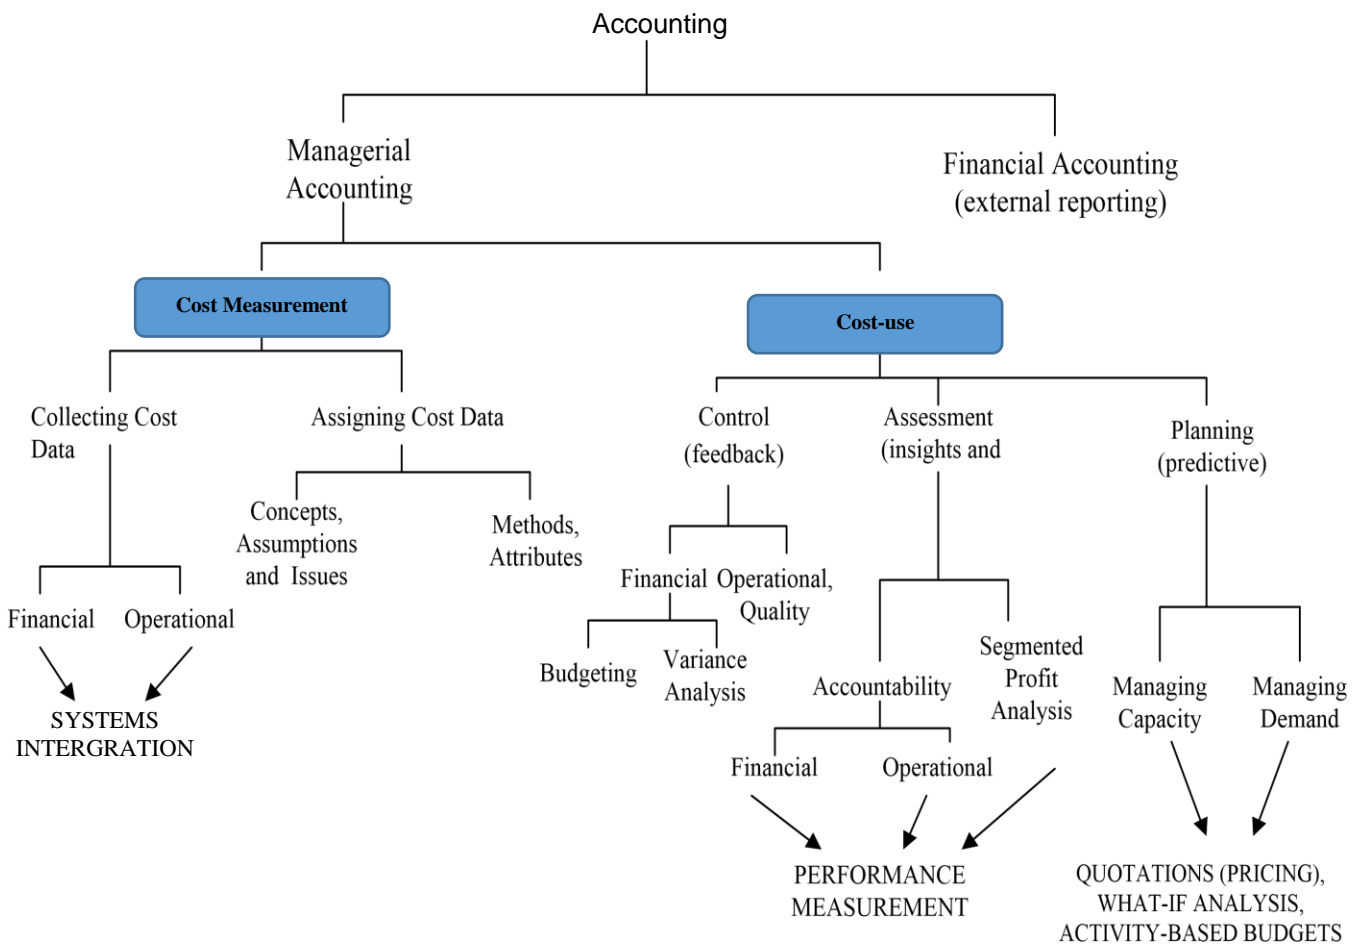 Accounting
Managerial
Accounting
Financial Accounting
(external reporting)
Cost Measurement
Cost-use
Collecting Cost
Data
Assigning Cost Data
Control
(feedback)
Assessment
(insights and
Planning
(predictive)
Concepts,
Assumptions
and Issues
Methods,
Attributes
Financial
Operational
Financial
Operational,
Quality
Budgeting
Variance
Analysis
Accountability
Segmented
Profit
Analysis
Managing
Capacity
Managing
Demand
SYSTEMS
INTERGRATION
Financial
Operational
PERFORMANCE
MEASUREMENT
QUOTATIONS (PRICING),
WHAT-IF ANALYSIS,
ACTIVITY-BASED BUDGETS